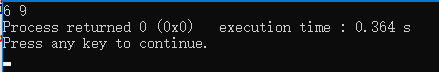 6 9
Process returned 0 (0x0)   execution time : 0.364 s
Press any key to continue.